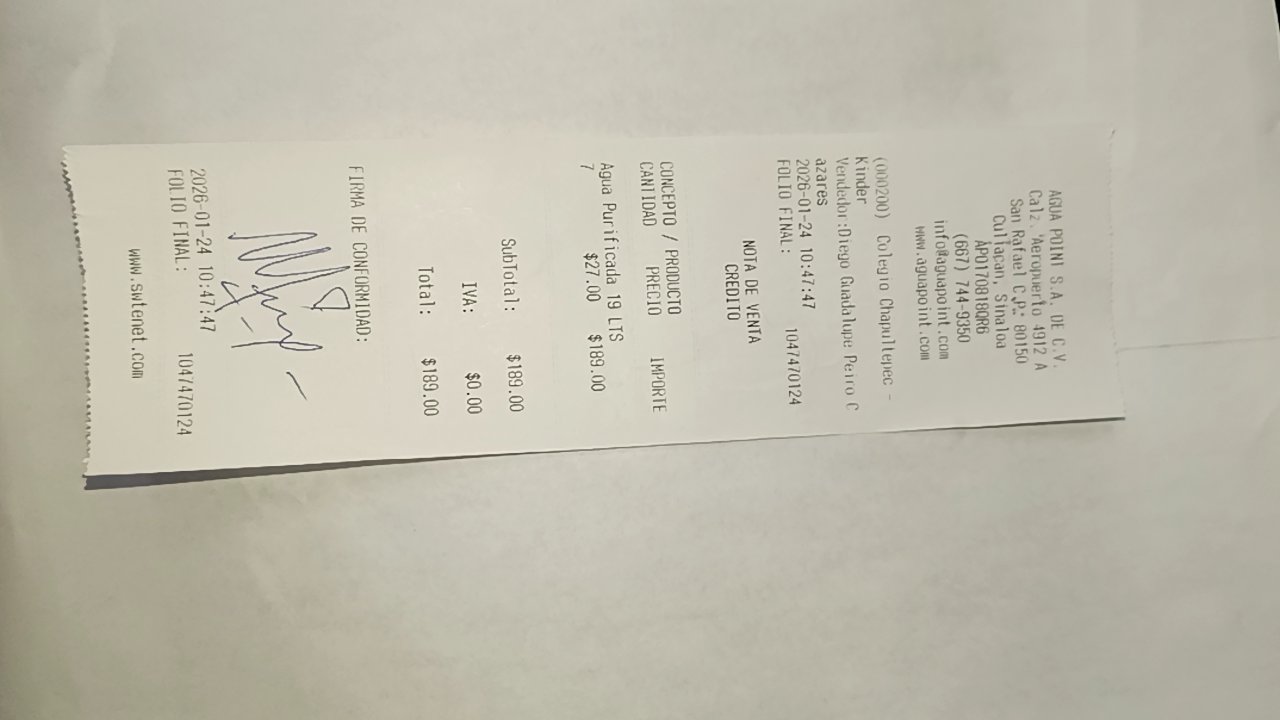 AGUA POINT S.A. DE C.V.
Calz. Aeropuerto 4912 A
San Rafael C.P. 80150
Culiacan, Sinaloa
APO170818QR6
(667) 744-9350
info@aguapoint.com
www.aguapoint.com
(000200) Colegio Chapultepec -
Kinder
Vendedor:Diego Guadalupe Peiro C
azares
2026-01-24 10:47:47
FOLIO FINAL: 1047470124
NOTA DE VENTA
CREDITO
CONCEPTO / PRODUCTO
CANTIDAD PRECIO IMPORTE
Agua Purificada 19 LTS
7 $27.00 $189.00
SubTotal: $189.00
IVA: $0.00
Total: $189.00
FIRMA DE CONFORMIDAD:
2026-01-24 10:47:47
FOLIO FINAL: 1047470124
www.swtenet.com